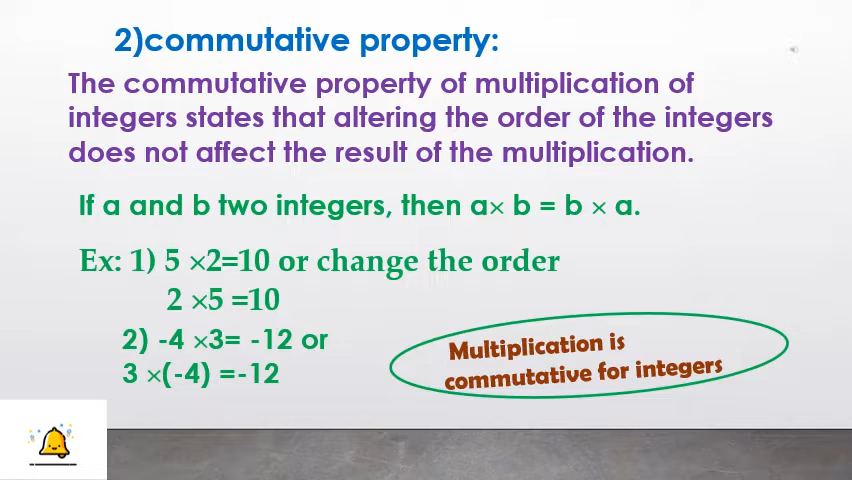 2)commutative property:
The commutative property of multiplication of
integers states that altering the order of the integers
does not affect the result of the multiplication.
If a and b two integers, then a× b = b × a.
Ex: 1) 5 ×2=10 or change the order
2 ×5 =10
2) -4 ×3= -12 or
3 ×(-4) =-12
Multiplication is
commutative for integers